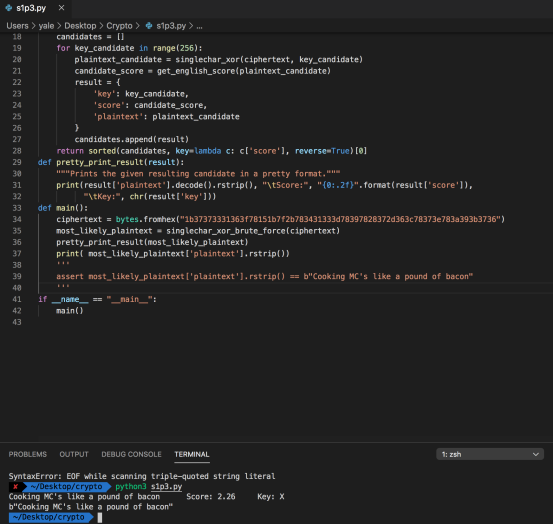 s1p3.py ×
Users > yale > Desktop > Crypto > s1p3.py > ...
18 candidates = []
19 for key_candidate in range(256):
20 plaintext_candidate = singlechar_xor(ciphertext, key_candidate)
21 candidate_score = get_english_score(plaintext_candidate)
22 result = {
23 'key': key_candidate,
24 'score': candidate_score,
25 'plaintext': plaintext_candidate
26 }
27 candidates.append(result)
28 return sorted(candidates, key=lambda c: c['score'], reverse=True)[0]
29 def pretty_print_result(result):
30 """Prints the given resulting candidate in a pretty format."""
31 print(result['plaintext'].decode().rstrip(), "\tScore:", "{0:.2f}".format(result['score']),
32 "\tKey:", chr(result['key']))
33 def main():
34 ciphertext = bytes.fromhex("1b37373331363f78151b7f2b783431333d78397828372d363c78373e783a393b3736")
35 most_likely_plaintext = singlechar_xor_brute_force(ciphertext)
36 pretty_print_result(most_likely_plaintext)
37 print( most_likely_plaintext['plaintext'].rstrip())
38 '''
39 assert most_likely_plaintext['plaintext'].rstrip() == b"Cooking MC's like a pound of bacon"
40 '''
41 if __name__ == "__main__":
42 main()
43
PROBLEMS OUTPUT DEBUG CONSOLE TERMINAL 1: zsh
SyntaxError: EOF while scanning triple-quoted string literal
✘ ~/Desktop/crypto python3 s1p3.py
Cooking MC's like a pound of bacon Score: 2.26 Key: X
b"Cooking MC's like a pound of bacon"
~/Desktop/crypto